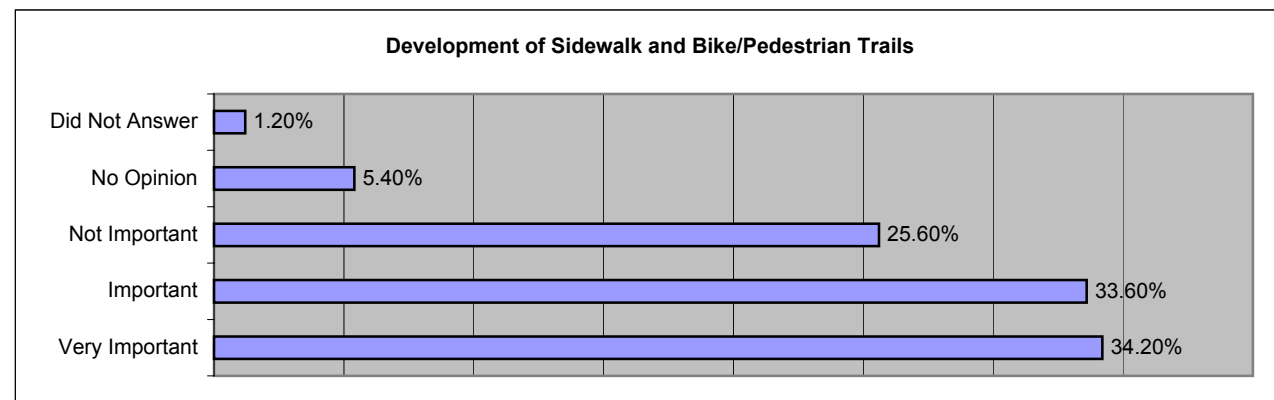 Development of Sidewalk and Bike/Pedestrian Trails
Did Not Answer 1.20%
No Opinion 5.40%
Not Important 25.60%
Important 33.60%
Very Important 34.20%